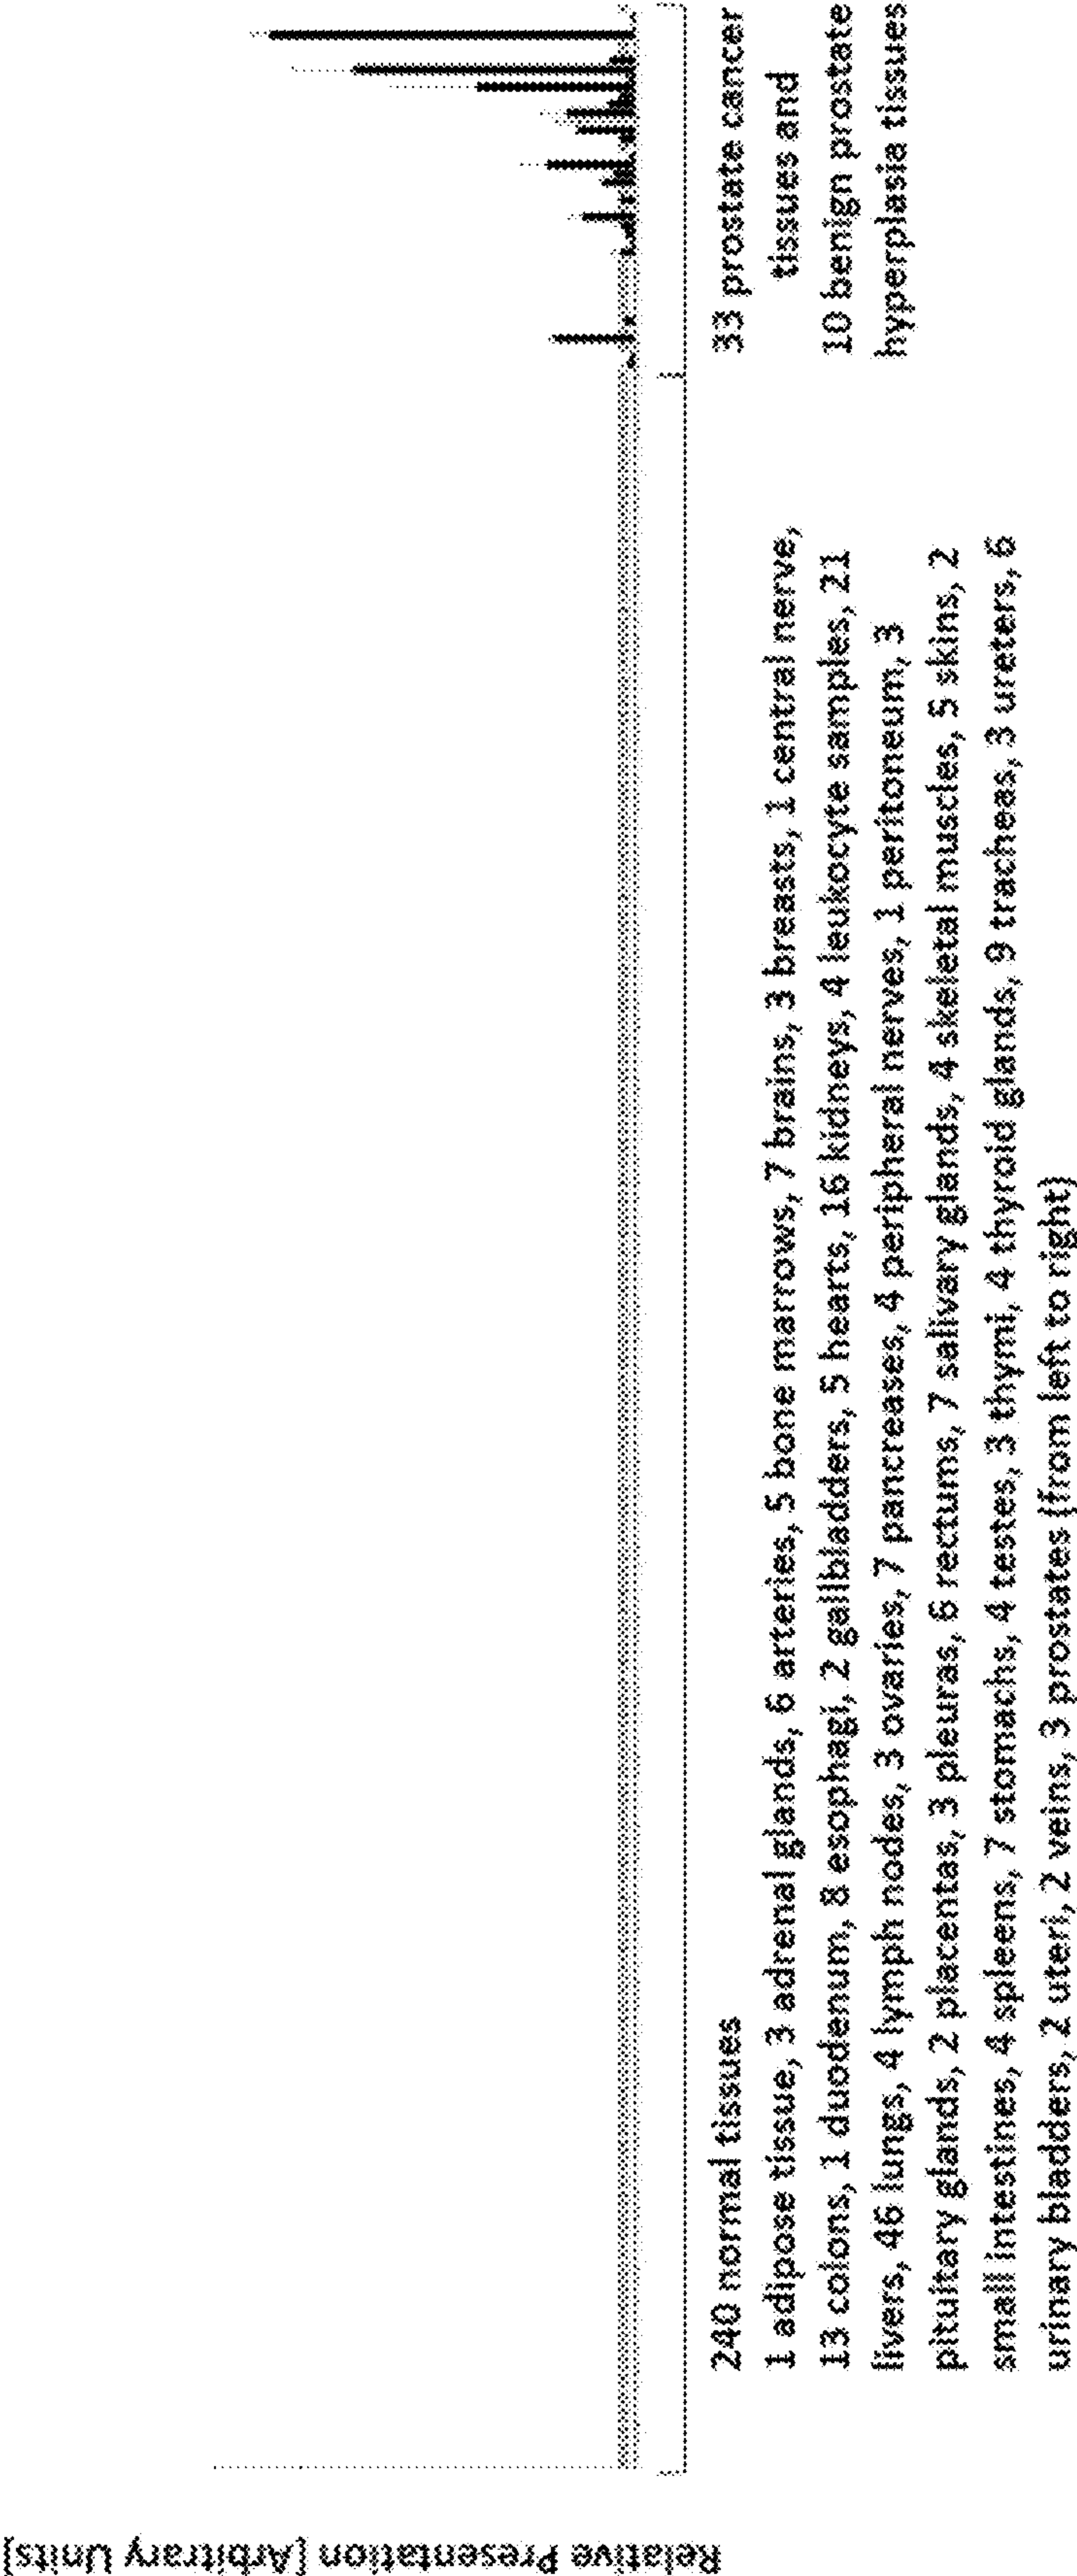 Relative Presentation [Arbitrary Units]
240 normal tissues
1 adipose tissue, 3 adrenal glands, 6 arteries, 5 bone marrows, 7 brains, 3 breasts, 1 central nerve,
13 colons, 1 duodenum, 8 esophagi, 2 gallbladders, 5 hearts, 16 kidneys, 4 leukocyte samples, 21
livers, 46 lungs, 4 lymph nodes, 3 ovaries, 7 pancreases, 4 peripheral nerves, 1 peritoneum, 3
pituitary glands, 2 placentas, 3 pleuras, 6 rectums, 7 salivary glands, 4 skeletal muscles, 5 skins, 2
small intestines, 4 spleens, 7 stomachs, 4 testes, 3 thymi, 4 thyroid glands, 9 tracheas, 3 ureters, 6
urinary bladders, 2 uteri, 2 veins, 3 prostates (from left to right)
33 prostate cancer
tissues and
10 benign prostate
hyperplasia tissues